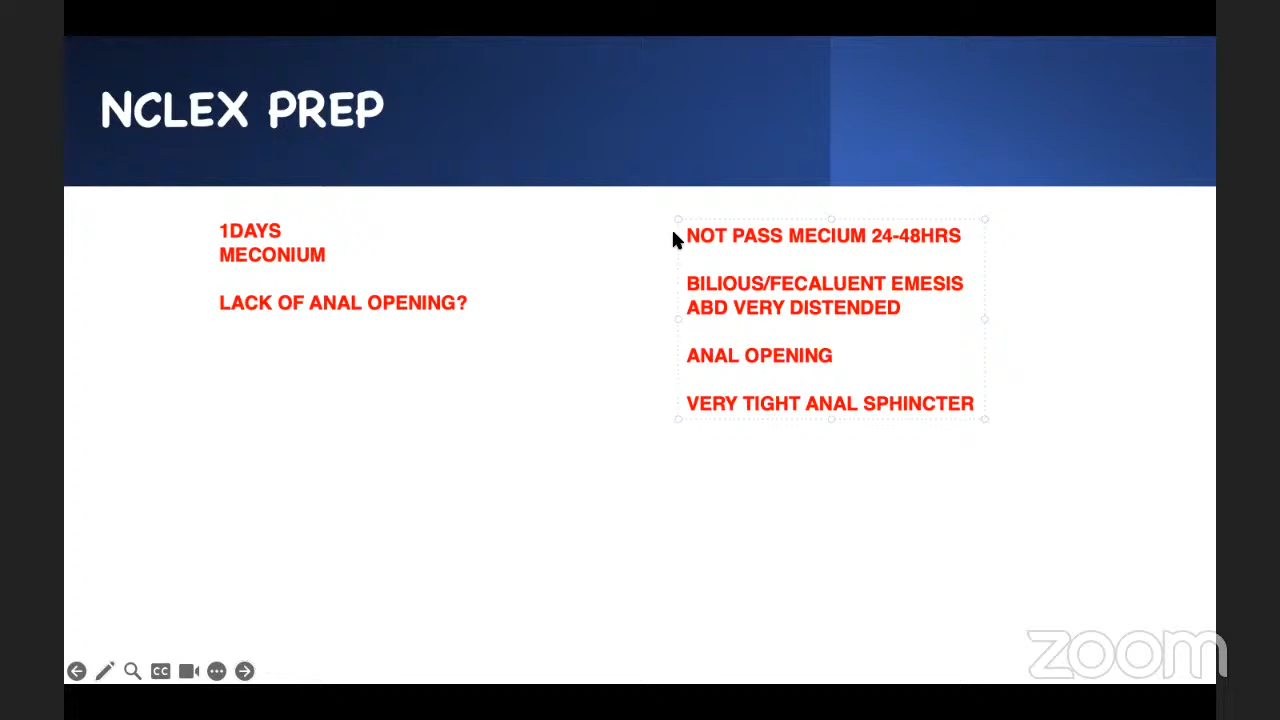 NCLEX PREP
1DAYS
MECONIUM
LACK OF ANAL OPENING?
NOT PASS MECIUM 24-48HRS
BILIOUS/FECALUENT EMESIS
ABD VERY DISTENDED
ANAL OPENING
VERY TIGHT ANAL SPHINCTER
CC
zoom